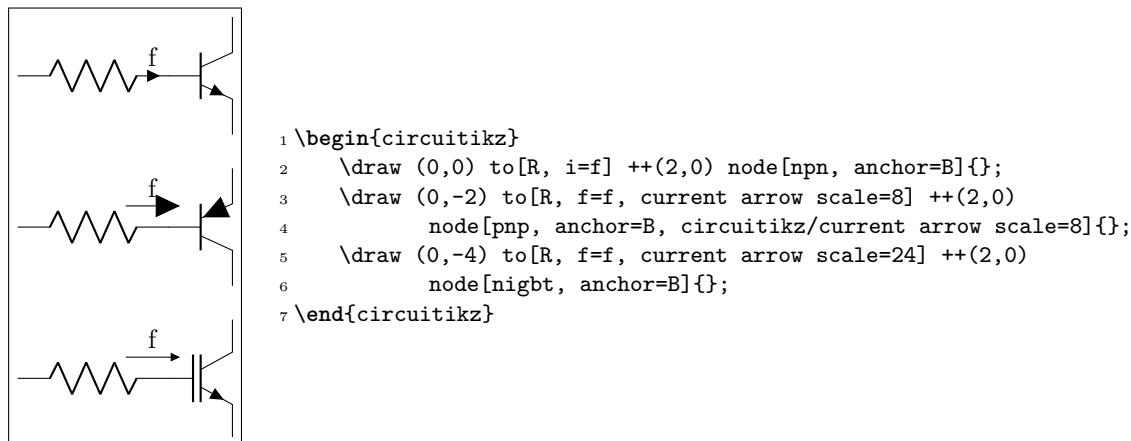 f
f
f
1 \begin{circuitikz}
2     \draw (0,0) to[R, i=f] ++(2,0) node[npn, anchor=B]{};
3     \draw (0,-2) to[R, f=f, current arrow scale=8] ++(2,0)
4             node[pnp, anchor=B, circuitikz/current arrow scale=8]{};
5     \draw (0,-4) to[R, f=f, current arrow scale=24] ++(2,0)
6             node[nigbt, anchor=B]{};
7 \end{circuitikz}